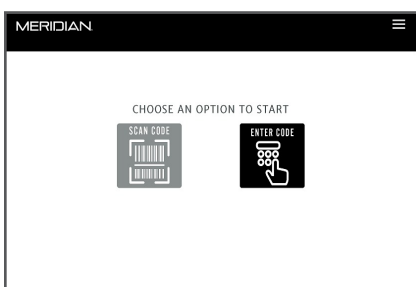 MERIDIAN.
CHOOSE AN OPTION TO START
SCAN CODE
ENTER CODE